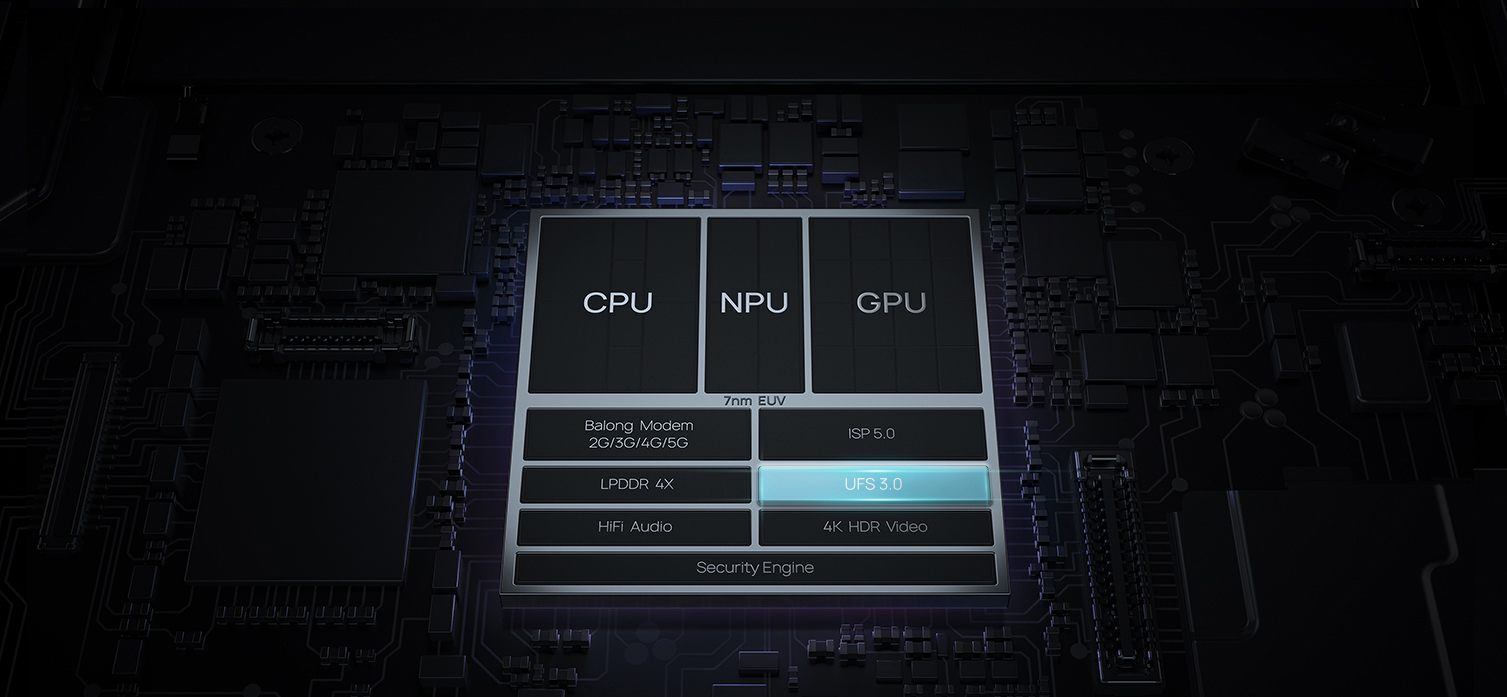 CPU
NPU
GPU
7nm EUV
Balong Modem
2G/3G/4G/5G
ISP 5.0
LPDDR 4X
UFS 3.0
HiFi Audio
4K HDR Video
Security Engine